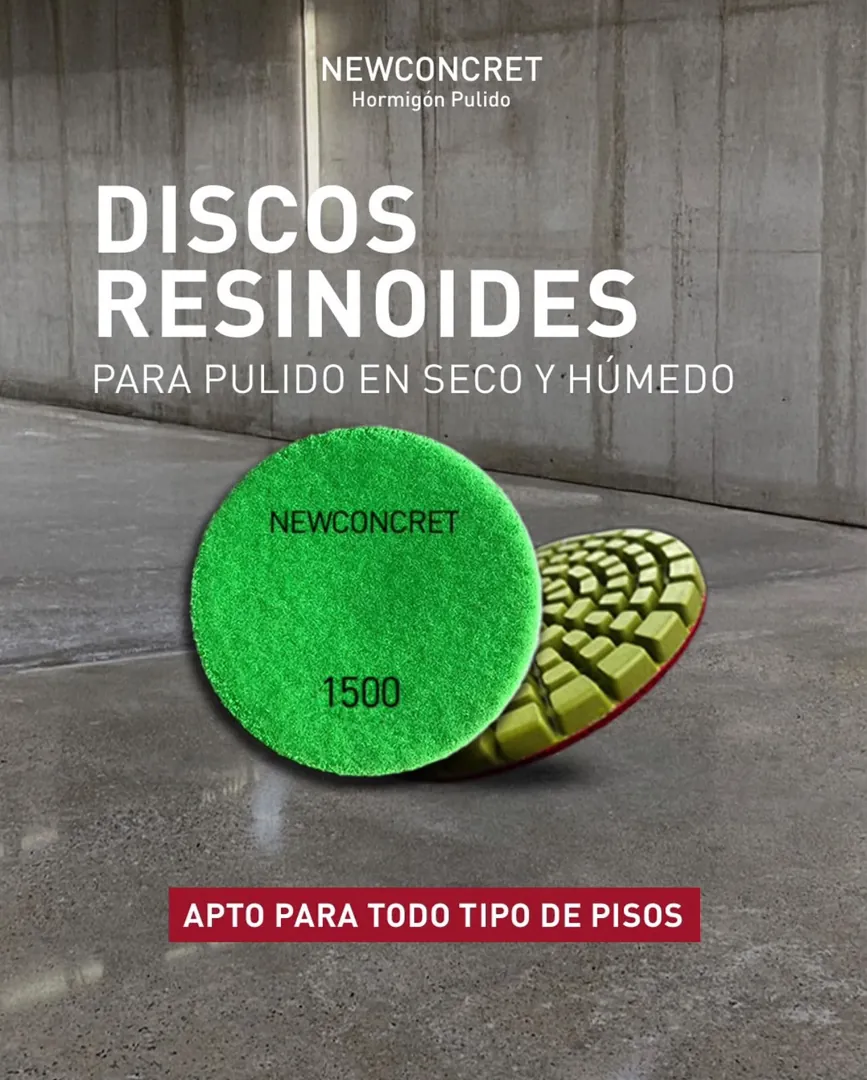 NEWCONCRET
Hormigón Pulido
DISCOS
RESINOIDES
PARA PULIDO EN SECO Y HÚMEDO
NEWCONCRET
1500
APTO PARA TODO TIPO DE PISOS